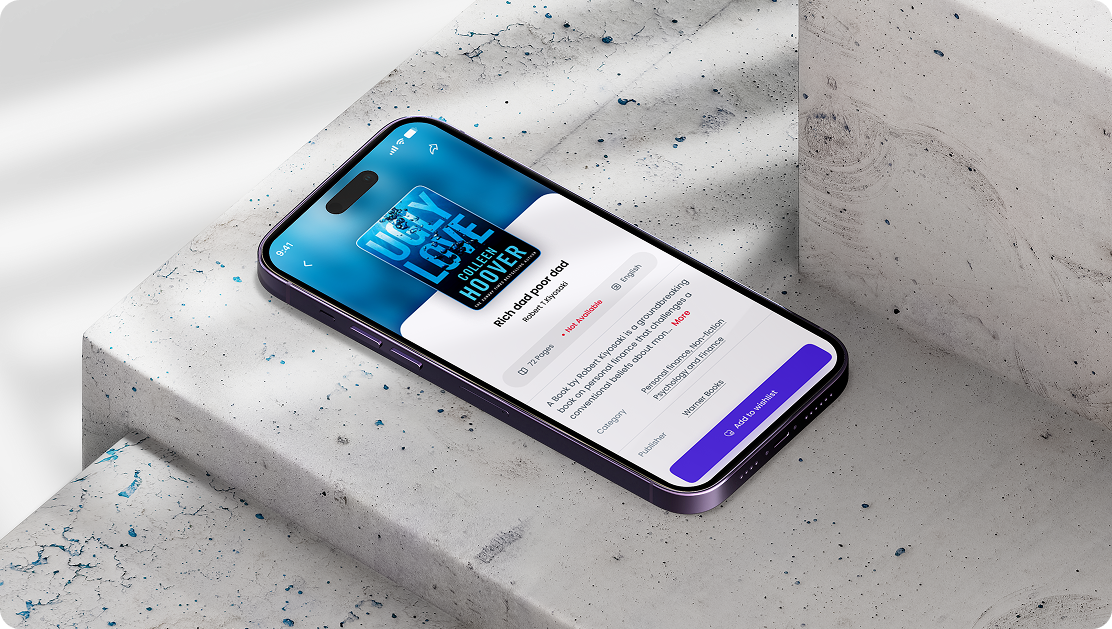 9:41
UGLY
LOVE
COLLEEN
HOOVER
Rich dad poor dad
Robert T.Kiyosaki
72 Pages
Not Available
English
A Book by Robert Kiyosaki is a groundbreaking
book on personal finance that challenges a
conventional beliefs about mon... More
Category
Personal finance, Non-fiction
Psychology and Finance
Publisher
Warner Books
Add to wishlist